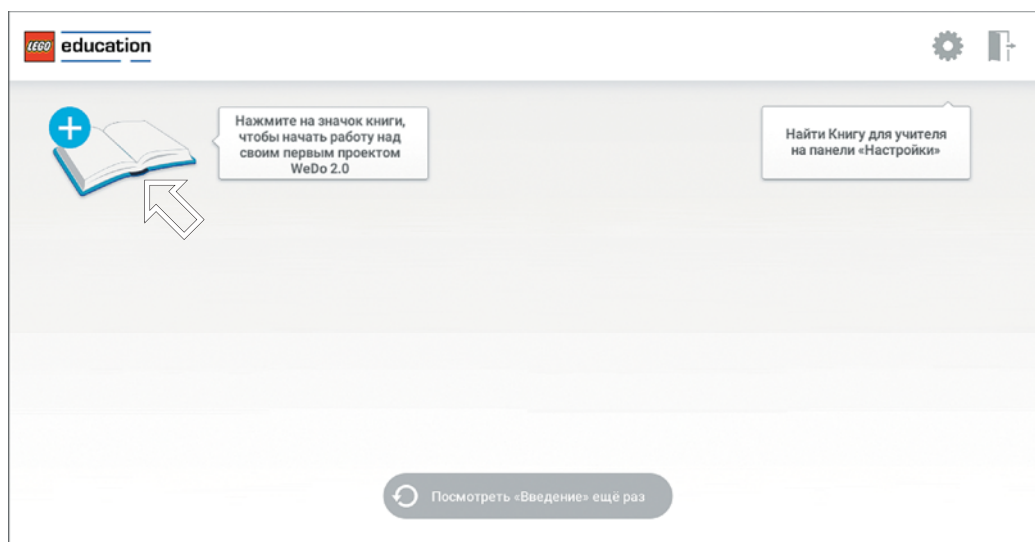 LEGO education
Нажмите на значок книги,
чтобы начать работу над
своим первым проектом
WeDo 2.0
Найти Книгу для учителя
на панели «Настройки»
Посмотреть «Введение» ещё раз